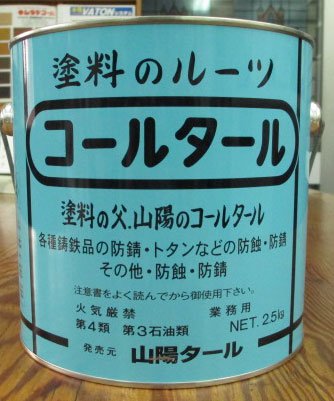 VATON
塗料のルーツ
コールタール
塗料の父、山陽のコールタール
各種鋳鉄品の防錆・トタンなどの防蝕・防錆
その他・防蝕・防錆
注意書をよく読んでから御使用下さい。
火気厳禁 業務用
第4類 第3石油類 NET. 25kg
発売元 山陽タール